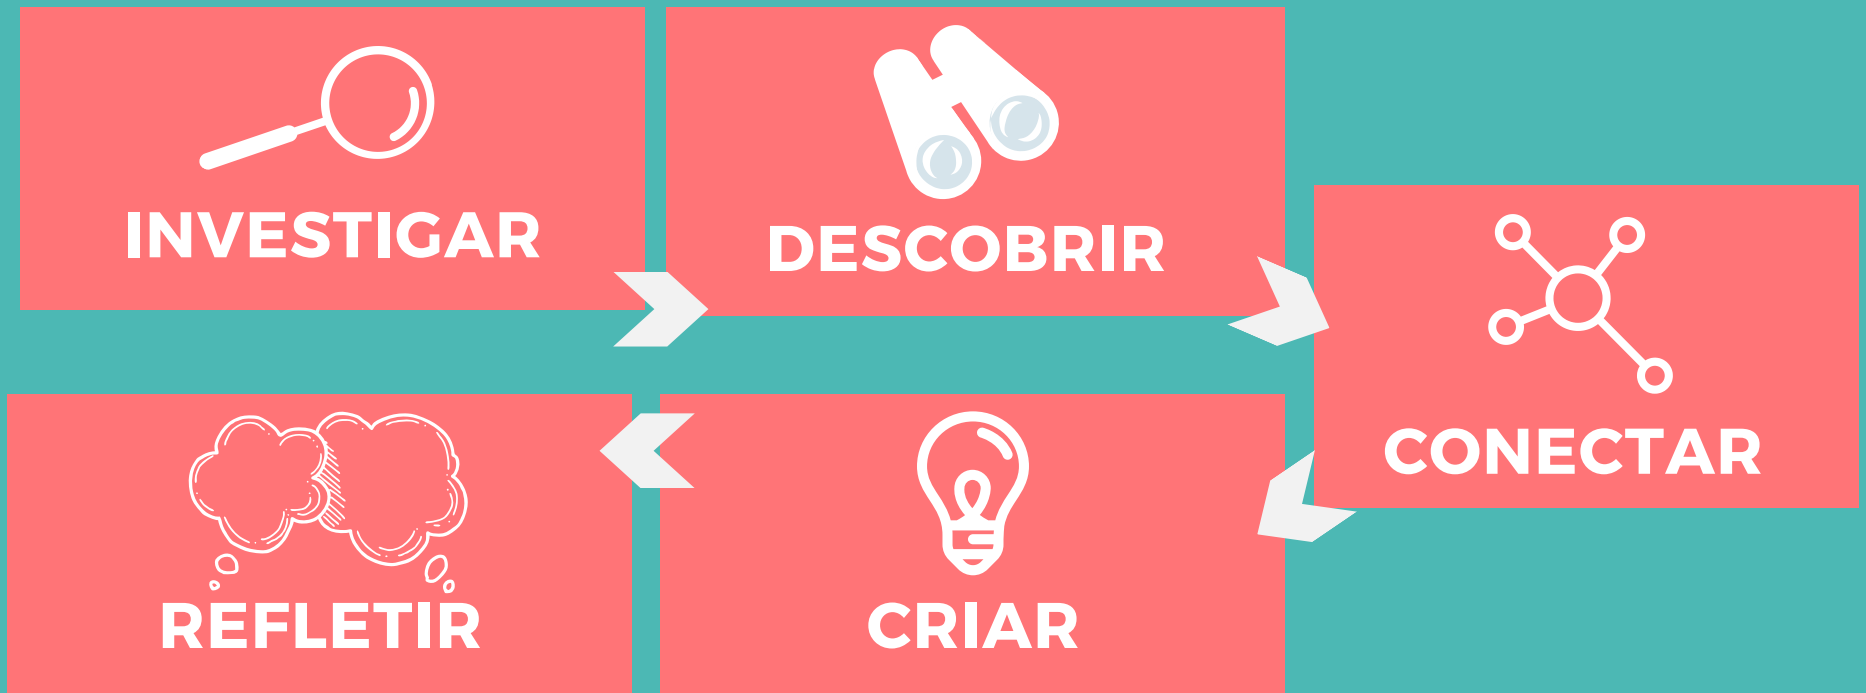 INVESTIGAR
DESCOBRIR
CONECTAR
CRIAR
REFLETIR